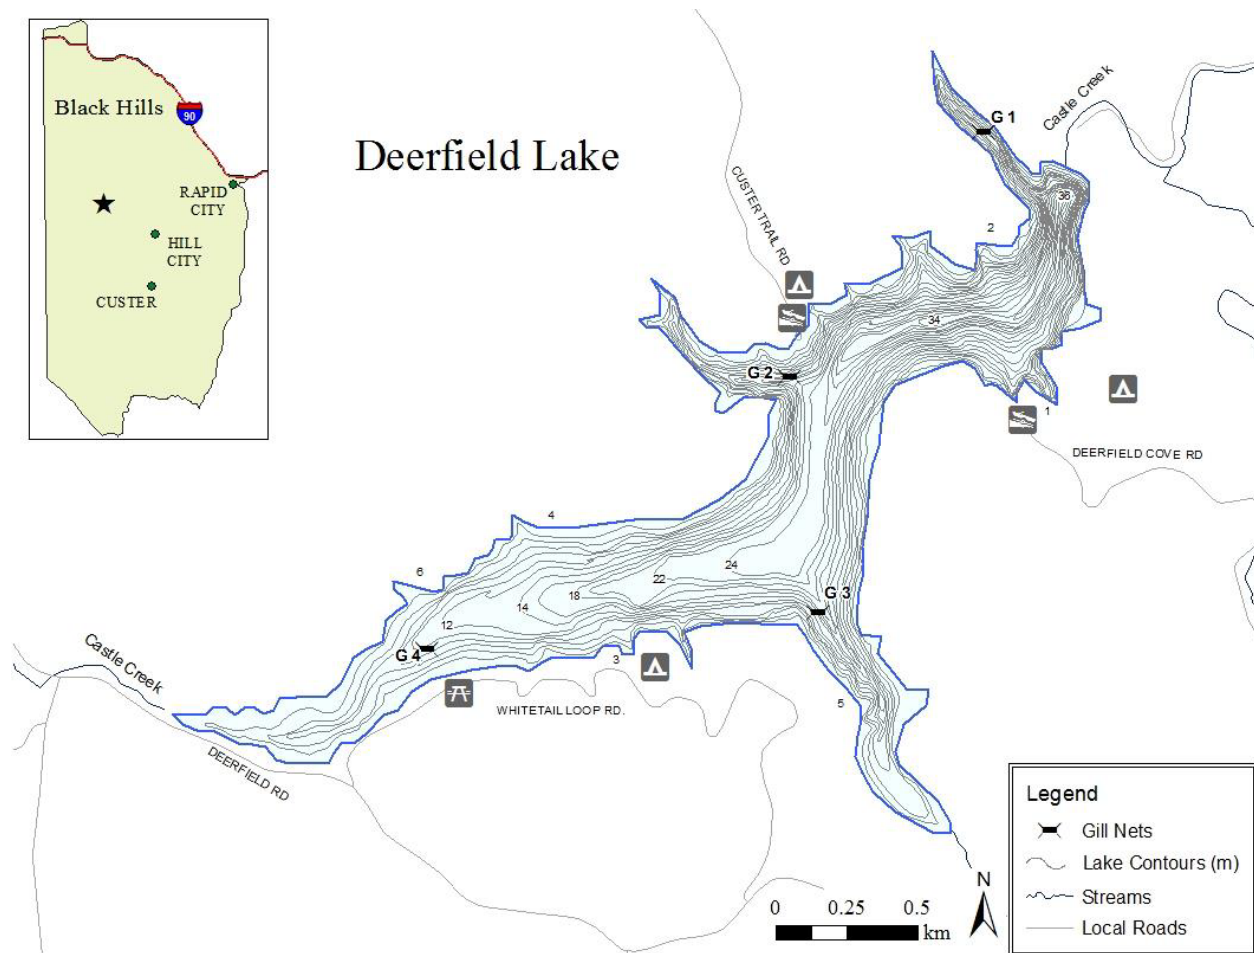 Black Hills
90
RAPID
CITY
HILL
CITY
CUSTER
Deerfield Lake
CUSTER TRAIL RD
G 1
Castle Creek
38
2
34
G 2
1
DEERFIELD COVE RD
4
6
24
22
18
14
12
G 3
G 4
3
5
Castle Creek
WHITETAIL LOOP RD.
DEERFIELD RD
Legend
Gill Nets
Lake Contours (m)
Streams
Local Roads
N
0 0.25 0.5
km